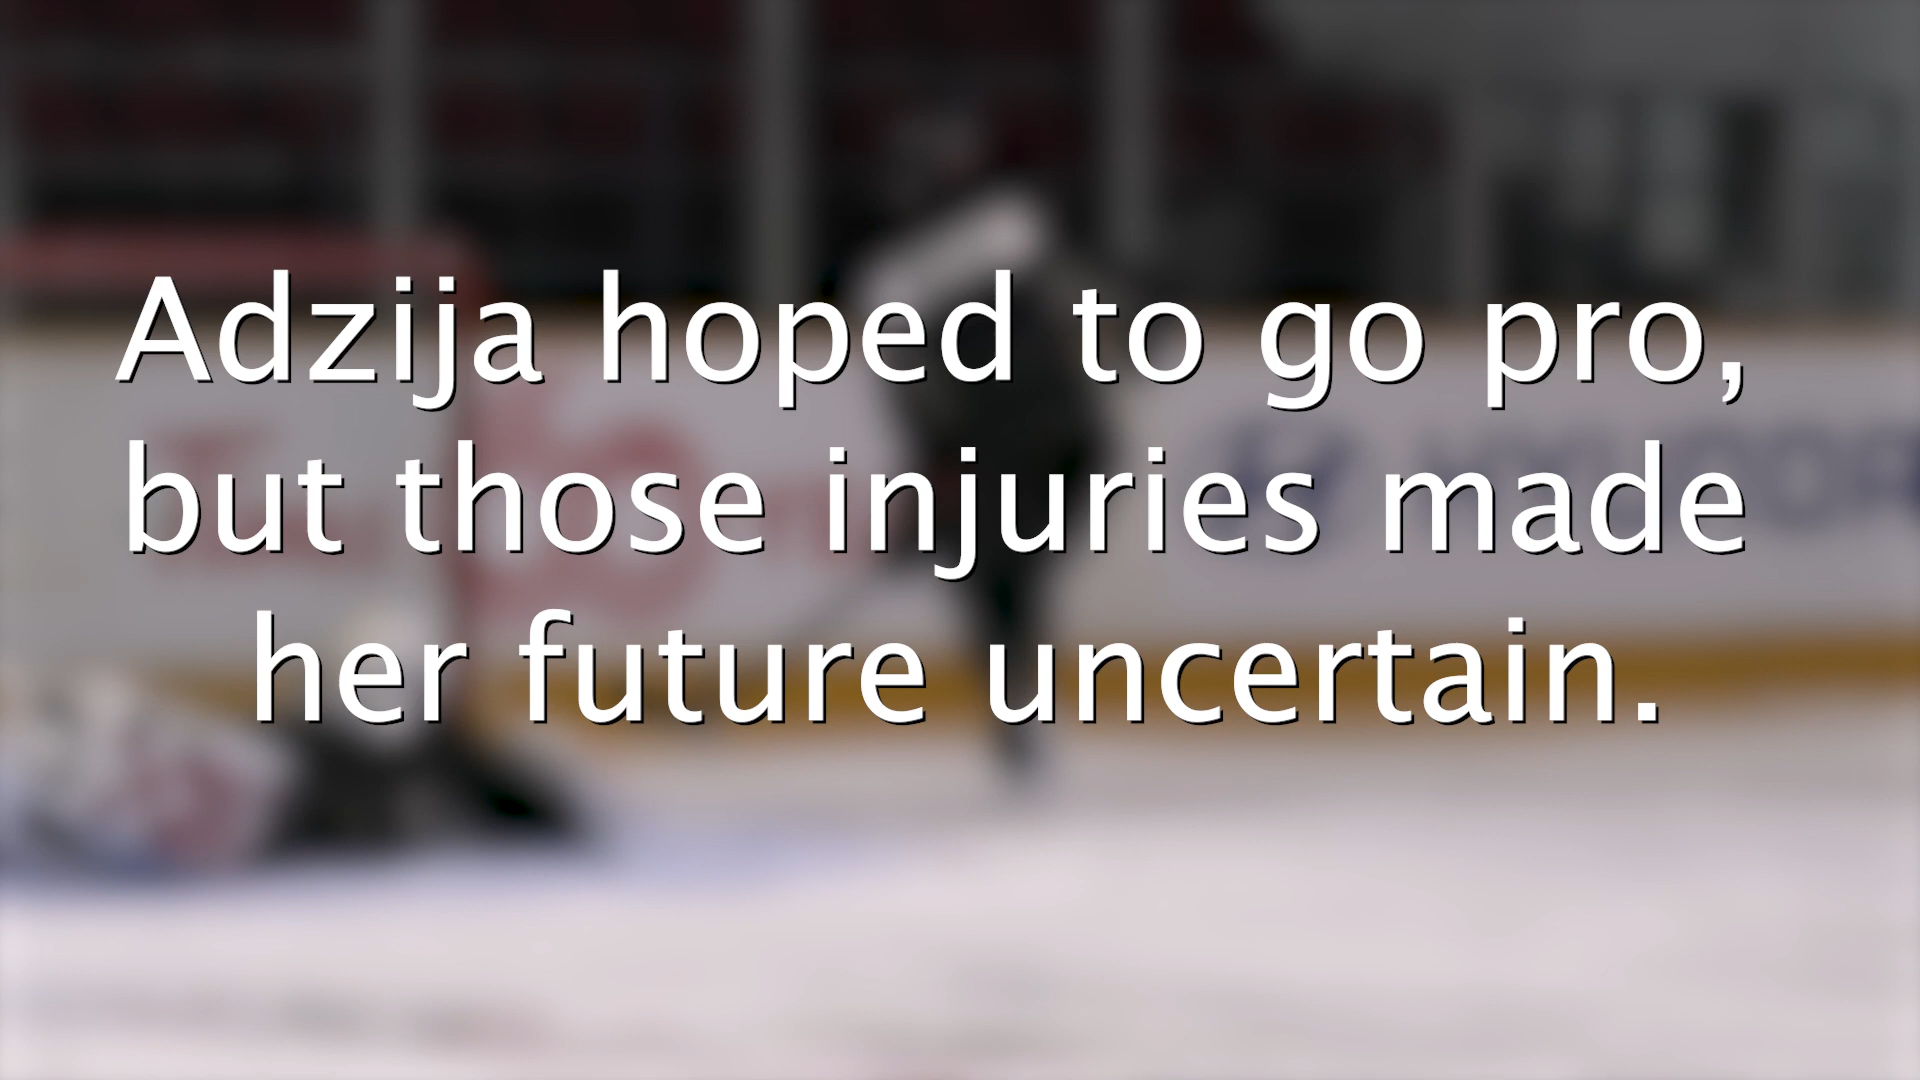 Adzija hoped to go pro,
but those injuries made
her future uncertain.